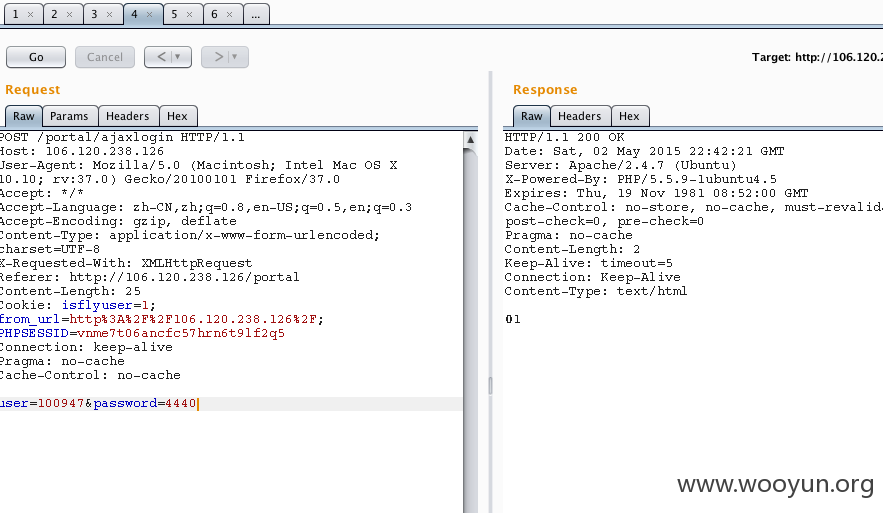 1 × 2 × 3 × 4 × 5 × 6 × ...
Go Cancel < ▼ > ▼ Target: http://106.120.2
Request
Raw Params Headers Hex
POST /portal/ajaxlogin HTTP/1.1
Host: 106.120.238.126
User-Agent: Mozilla/5.0 (Macintosh; Intel Mac OS X
10.10; rv:37.0) Gecko/20100101 Firefox/37.0
Accept: */*
Accept-Language: zh-CN,zh;q=0.8,en-US;q=0.5,en;q=0.3
Accept-Encoding: gzip, deflate
Content-Type: application/x-www-form-urlencoded;
charset=UTF-8
X-Requested-With: XMLHttpRequest
Referer: http://106.120.238.126/portal
Content-Length: 25
Cookie: isflyuser=1;
from_url=http%3A%2F%2F106.120.238.126%2F;
PHPSESSID=vnme7t06ancfc57hrn6t9lf2q5
Connection: keep-alive
Pragma: no-cache
Cache-Control: no-cache
user=100947&password=4440
Response
Raw Headers Hex
HTTP/1.1 200 OK
Date: Sat, 02 May 2015 22:42:21 GMT
Server: Apache/2.4.7 (Ubuntu)
X-Powered-By: PHP/5.5.9-1ubuntu4.5
Expires: Thu, 19 Nov 1981 08:52:00 GMT
Cache-Control: no-store, no-cache, must-revalid
post-check=0, pre-check=0
Pragma: no-cache
Content-Length: 2
Keep-Alive: timeout=5
Connection: Keep-Alive
Content-Type: text/html
01
www.wooyun.org